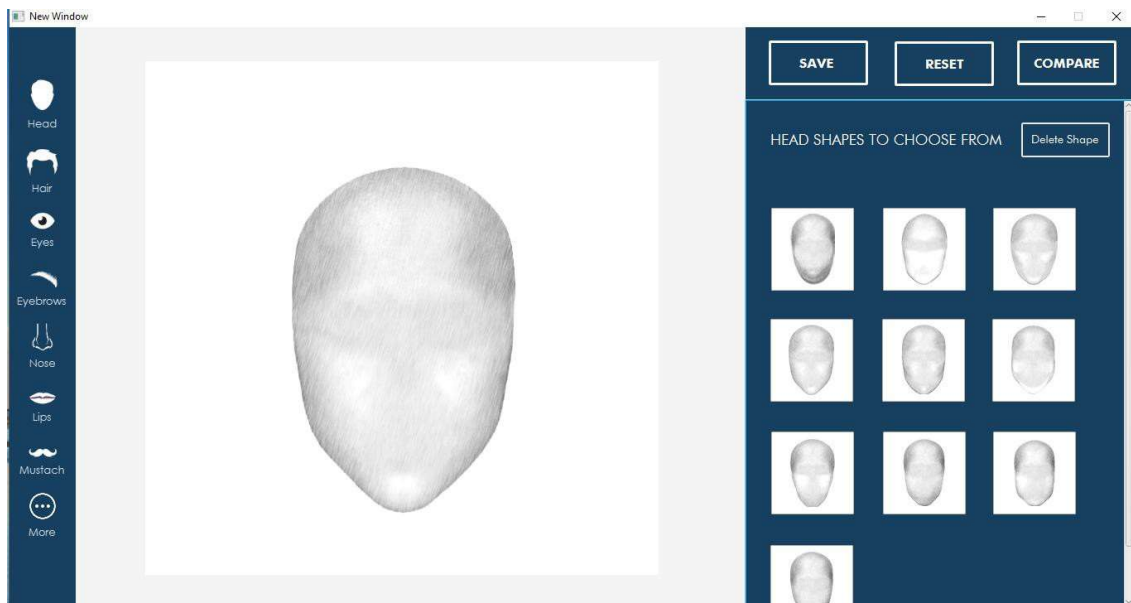 New Window
SAVE
RESET
COMPARE
Head
Hair
Eyes
Eyebrows
Nose
Lips
Mustach
More
HEAD SHAPES TO CHOOSE FROM
Delete Shape